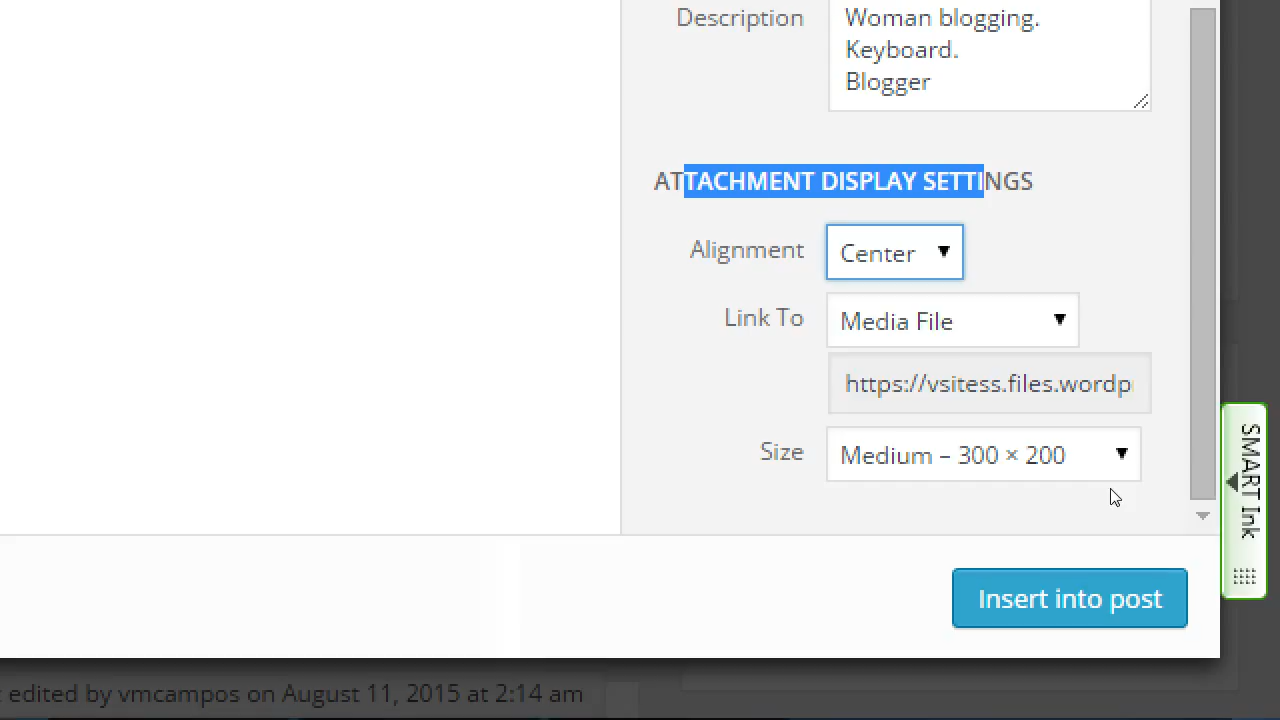 Description
Woman blogging.
Keyboard.
Blogger
ATTACHMENT DISPLAY SETTINGS
Alignment
Center
Link To
Media File
https://vsitess.files.wordp
Size
Medium – 300 × 200
SMART Ink
Insert into post
edited by vmcampos on August 11, 2015 at 2:14 am